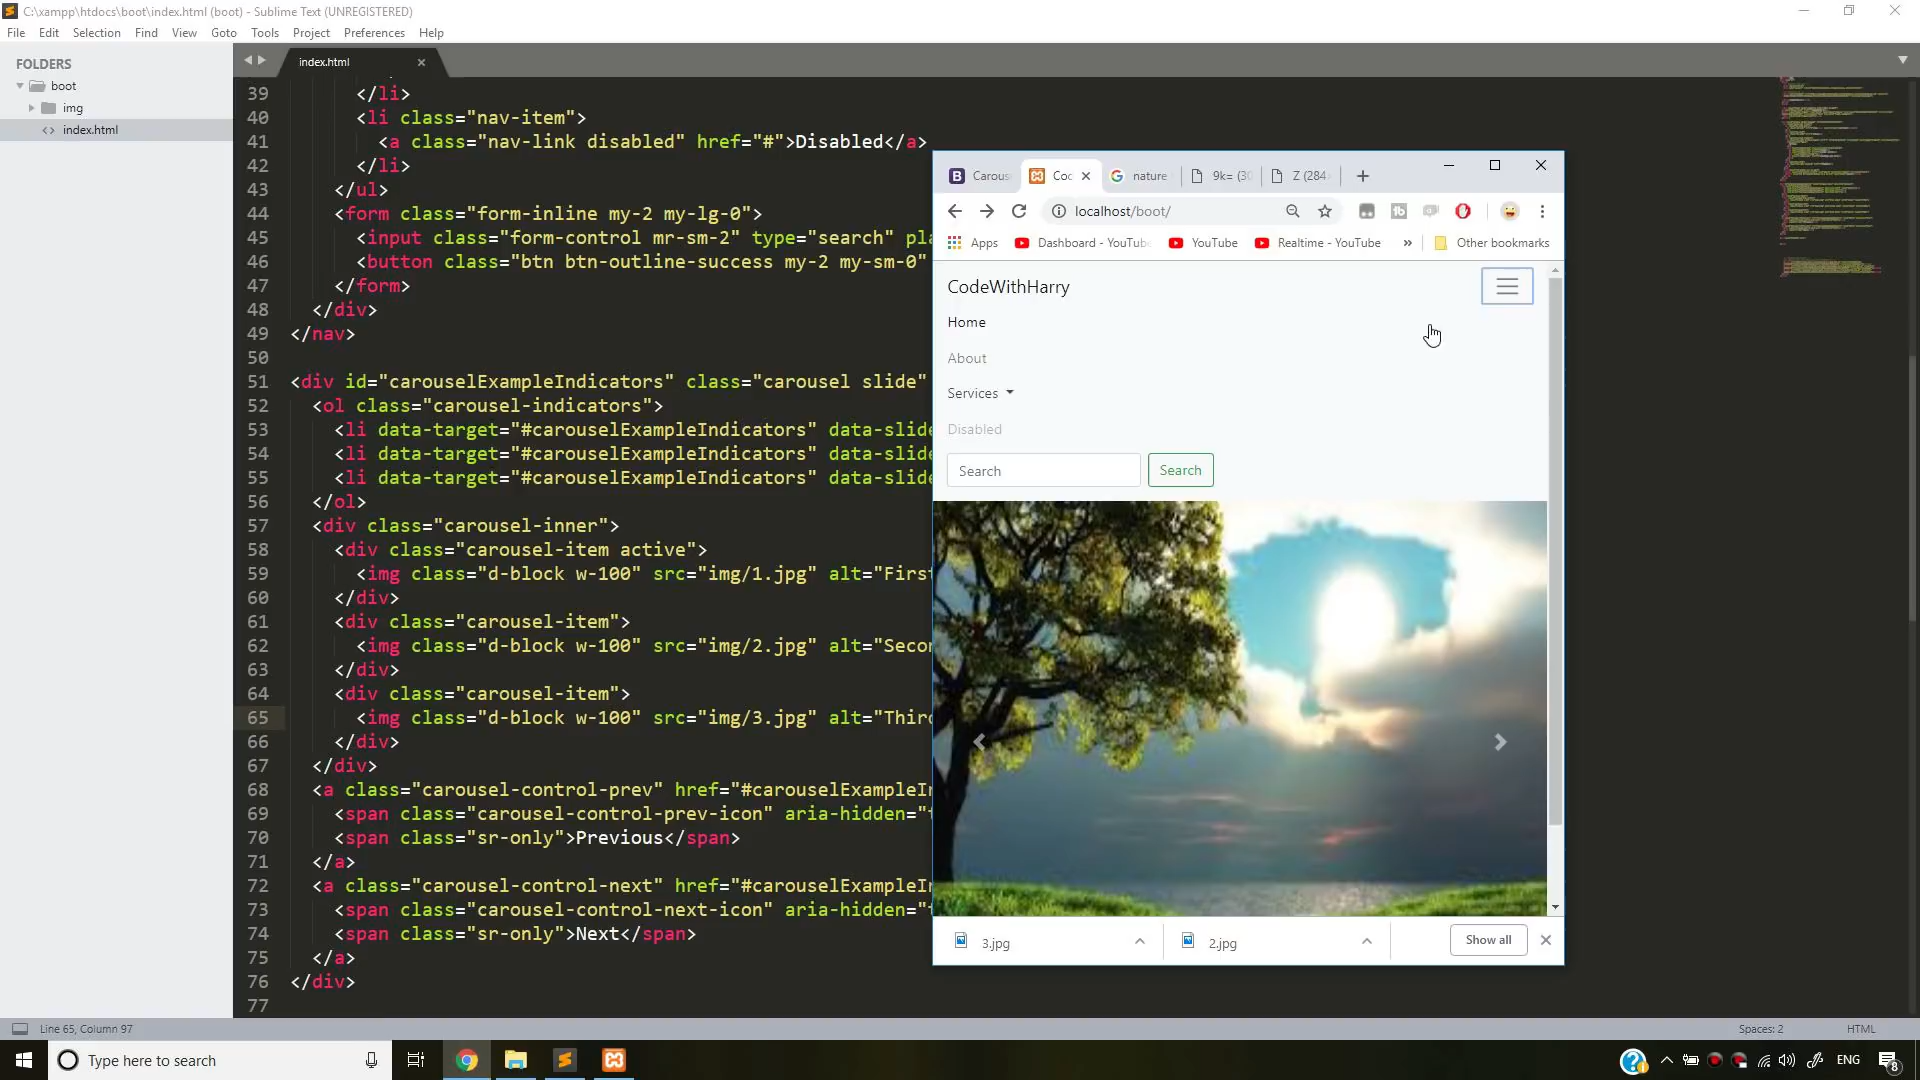 C:\xampp\htdocs\boot\index.html (boot) - Sublime Text (UNREGISTERED)
File Edit Selection Find View Goto Tools Project Preferences Help
FOLDERS
boot
img
index.html
index.html
39 </li>
40 <li class="nav-item">
41 <a class="nav-link disabled" href="#">Disabled</a>
42 </li>
43 </ul>
44 <form class="form-inline my-2 my-lg-0">
45 <input class="form-control mr-sm-2" type="search" pla
46 <button class="btn btn-outline-success my-2 my-sm-0"
47 </form>
48 </div>
49 </nav>
50
51 <div id="carouselExampleIndicators" class="carousel slide"
52 <ol class="carousel-indicators">
53 <li data-target="#carouselExampleIndicators" data-slide
54 <li data-target="#carouselExampleIndicators" data-slide
55 <li data-target="#carouselExampleIndicators" data-slide
56 </ol>
57 <div class="carousel-inner">
58 <div class="carousel-item active">
59 <img class="d-block w-100" src="img/1.jpg" alt="First
60 </div>
61 <div class="carousel-item">
62 <img class="d-block w-100" src="img/2.jpg" alt="Secon
63 </div>
64 <div class="carousel-item">
65 <img class="d-block w-100" src="img/3.jpg" alt="Third
66 </div>
67 </div>
68 <a class="carousel-control-prev" href="#carouselExampleIn
69 <span class="carousel-control-prev-icon" aria-hidden="t
70 <span class="sr-only">Previous</span>
71 </a>
72 <a class="carousel-control-next" href="#carouselExampleIn
73 <span class="carousel-control-next-icon" aria-hidden="t
74 <span class="sr-only">Next</span>
75 </a>
76 </div>
77
Carous Coc nature 9k= (30 Z (284
localhost/boot/
Apps Dashboard - YouTube YouTube Realtime - YouTube » Other bookmarks
CodeWithHarry
Home
About
Services
Disabled
Search Search
3.jpg 2.jpg Show all
Line 65, Column 97 Spaces: 2 HTML
Type here to search ENG 8